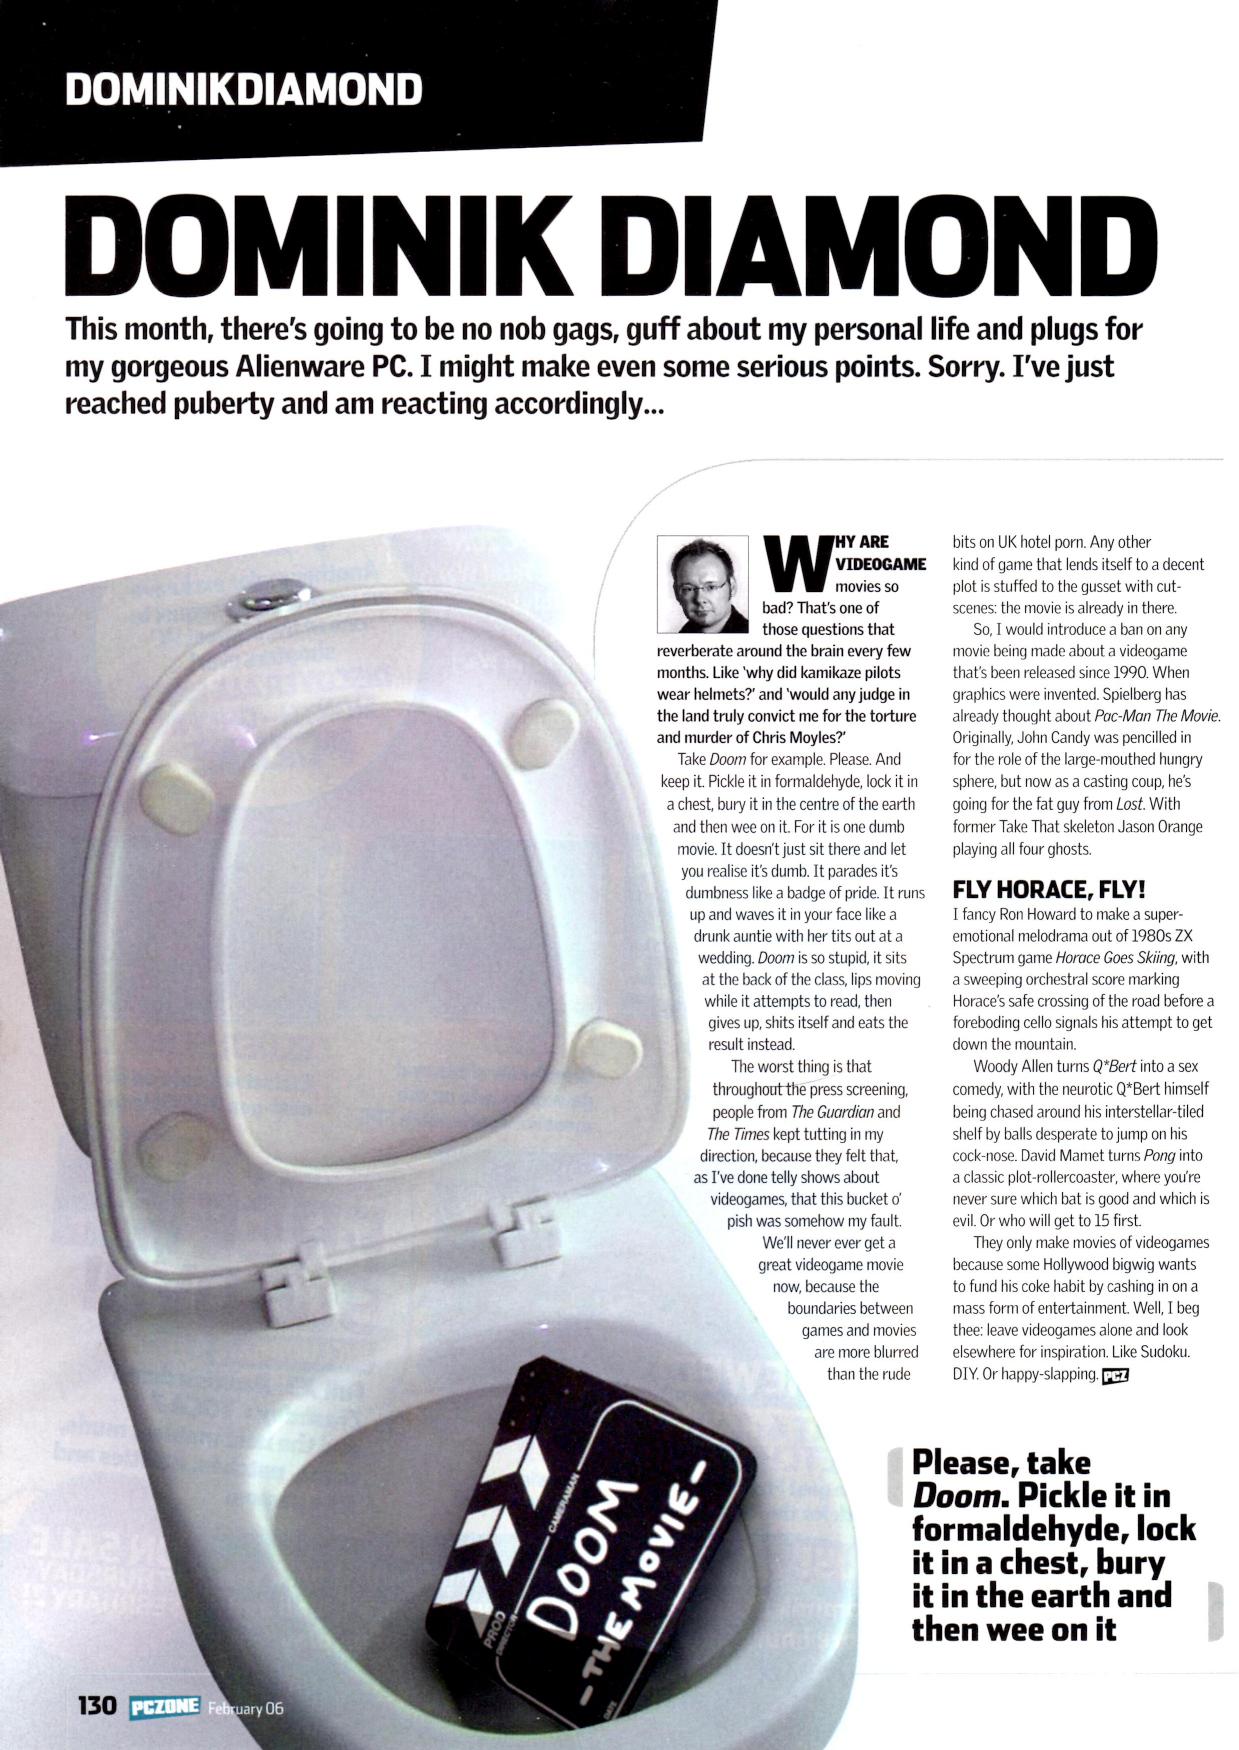 DOMINIKDIAMOND
DOMINIK DIAMOND
This month, there's going to be no nob gags, guff about my personal life and plugs for
my gorgeous Alienware PC. I might make even some serious points. Sorry. I've just
reached puberty and am reacting accordingly...
WHY ARE
VIDEOGAME
movies so
bad? That's one of
those questions that
reverberate around the brain every few
months. Like 'why did kamikaze pilots
wear helmets?' and 'would any judge in
the land truly convict me for the torture
and murder of Chris Moyles?'
Take Doom for example. Please. And
keep it. Pickle it in formaldehyde, lock it in
a chest, bury it in the centre of the earth
and then wee on it. For it is one dumb
movie. It doesn't just sit there and let
you realise it's dumb. It parades it's
dumbness like a badge of pride. It runs
up and waves it in your face like a
drunk auntie with her tits out at a
wedding. Doom is so stupid, it sits
at the back of the class, lips moving
while it attempts to read, then
gives up, shits itself and eats the
result instead.
The worst thing is that
throughout the press screening,
people from The Guardian and
The Times kept tutting in my
direction, because they felt that,
as I've done telly shows about
videogames, that this bucket o'
pish was somehow my fault.
We'll never ever get a
great videogame movie
now, because the
boundaries between
games and movies
are more blurred
than the rude
bits on UK hotel porn. Any other
kind of game that lends itself to a decent
plot is stuffed to the gusset with cut-
scenes: the movie is already in there.
So, I would introduce a ban on any
movie being made about a videogame
that's been released since 1990. When
graphics were invented. Spielberg has
already thought about Pac-Man The Movie.
Originally, John Candy was pencilled in
for the role of the large-mouthed hungry
sphere, but now as a casting coup, he's
going for the fat guy from Lost. With
former Take That skeleton Jason Orange
playing all four ghosts.
FLY HORACE, FLY!
I fancy Ron Howard to make a super-
emotional melodrama out of 1980s ZX
Spectrum game Horace Goes Skiing, with
a sweeping orchestral score marking
Horace's safe crossing of the road before a
foreboding cello signals his attempt to get
down the mountain.
Woody Allen turns Q*Bert into a sex
comedy, with the neurotic Q*Bert himself
being chased around his interstellar-tiled
shelf by balls desperate to jump on his
cock-nose. David Mamet turns Pong into
a classic plot-rollercoaster, where you're
never sure which bat is good and which is
evil. Or who will get to 15 first.
They only make movies of videogames
because some Hollywood bigwig wants
to fund his coke habit by cashing in on a
mass form of entertainment. Well, I beg
thee: leave videogames alone and look
elsewhere for inspiration. Like Sudoku.
DIY. Or happy-slapping. PCZ
Please, take
Doom. Pickle it in
formaldehyde, lock
it in a chest, bury
it in the earth and
then wee on it
CAMERAMAN
DOOM
-THE MOVIE-
PROD
DIRECTOR
DATE
130 PCZONE February 06